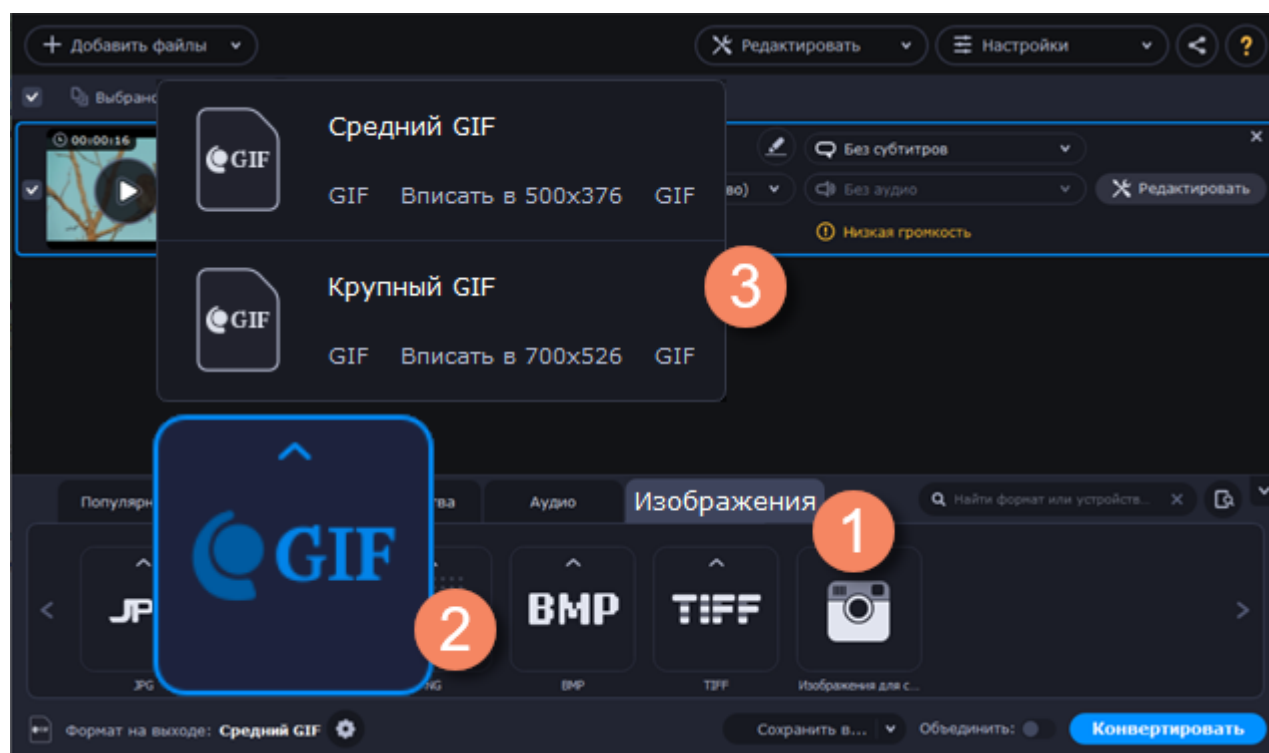 Добавить файлы
Редактировать
Настройки
?
00:00:16
Средний GIF
GIF
GIF Вписать в 500x376 GIF
Крупный GIF
GIF
GIF Вписать в 700x526 GIF
Без субтитров
Без аудио
Редактировать
Низкая громкость
3
Аудио
Изображения
1
Найти формат или устройств...
GIF
2
BMP
TIFF
JPG
BMP
TIFF
Изображения для с...
Формат на выходе: Средний GIF
Сохранить в...
Объединить:
Конвертировать